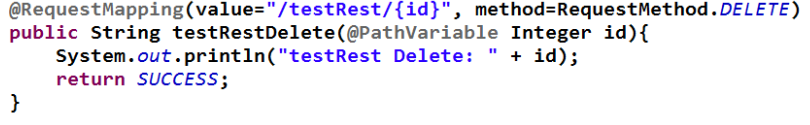 @RequestMapping(value="/testRest/{id}", method=RequestMethod.DELETE)
public String testRestDelete(@PathVariable Integer id){
    System.out.println("testRest Delete: " + id);
    return SUCCESS;
}